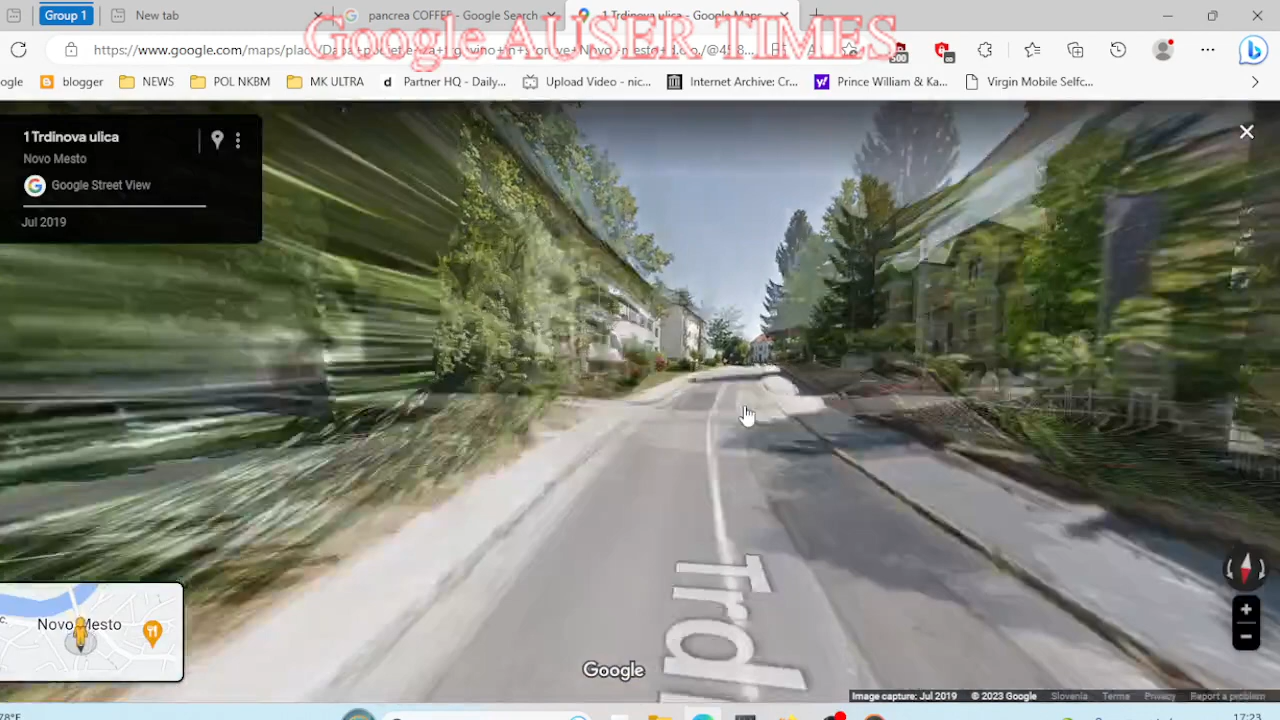 Group 1
New tab
pancrea COFFEE - Google Search
1 Trdinova ulica - Google Maps
Google AUSER TIMES
ogle
blogger
NEWS
POL NKBM
MK ULTRA
Partner HQ - Daily...
Upload Video - nic...
Internet Archive: Cr...
Prince William & Ka...
Virgin Mobile Selfc...
1 Trdinova ulica
Novo Mesto
Google Street View
Jul 2019
Trdi
Novo Mesto
Google
Image capture: Jul 2019 © 2023 Google Slovenia Terms Privacy Report a problem
78°F
17:23